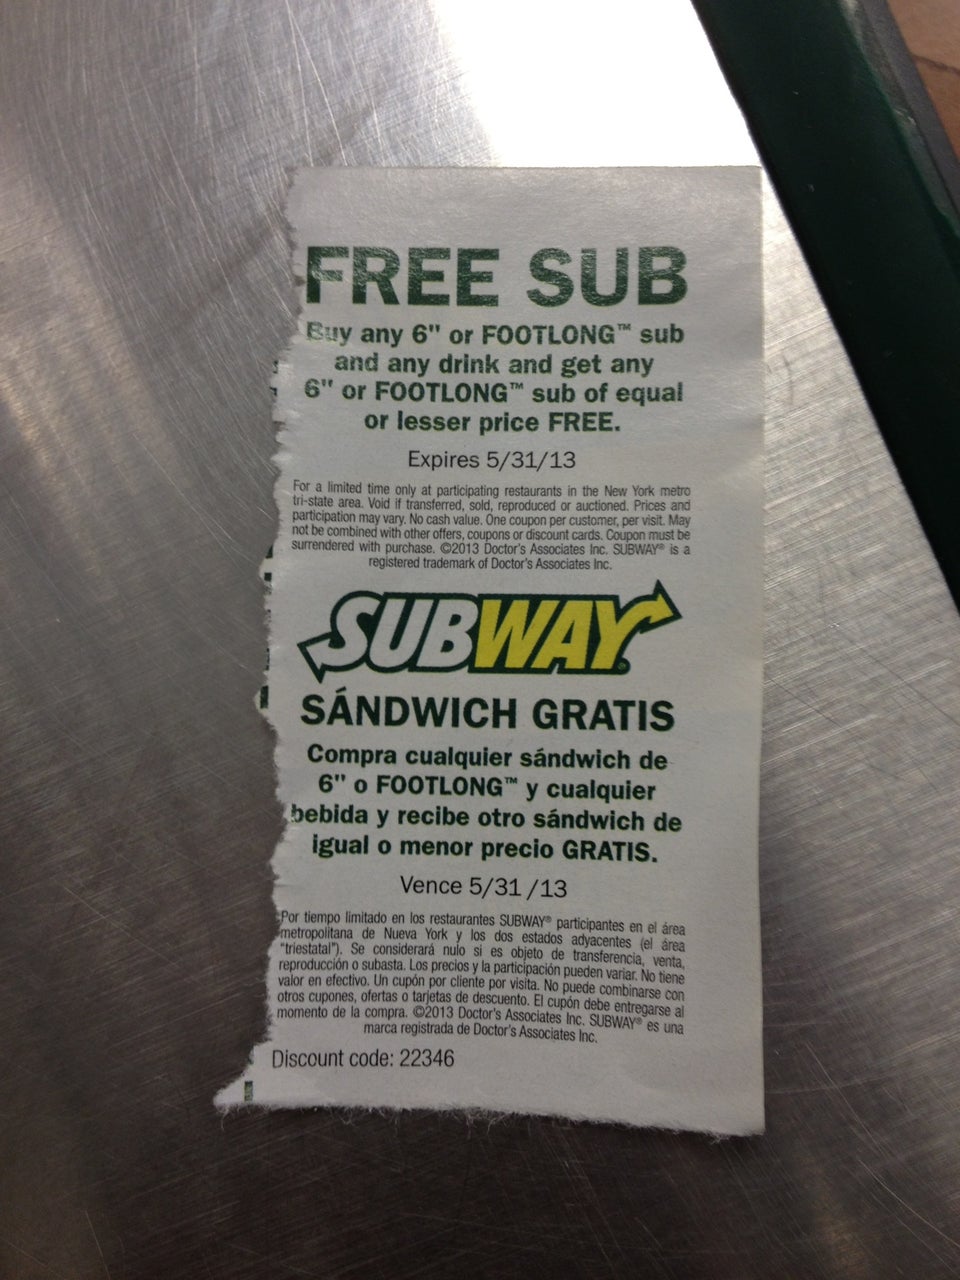 FREE SUB
Buy any 6" or FOOTLONG™ sub
and any drink and get any
6" or FOOTLONG™ sub of equal
or lesser price FREE.
Expires 5/31/13
For a limited time only at participating restaurants in the New York metro
tri-state area. Void if transferred, sold, reproduced or auctioned. Prices and
participation may vary. No cash value. One coupon per customer, per visit. May
not be combined with other offers, coupons or discount cards. Coupon must be
surrendered with purchase. ©2013 Doctor's Associates Inc. SUBWAY® is a
registered trademark of Doctor's Associates Inc.
SUBWAY®
SÁNDWICH GRATIS
Compra cualquier sándwich de
6" o FOOTLONG™ y cualquier
bebida y recibe otro sándwich de
igual o menor precio GRATIS.
Vence 5/31 /13
Por tiempo limitado en los restaurantes SUBWAY® participantes en el área
metropolitana de Nueva York y los dos estados adyacentes (el área
"triestatal"). Se considerará nulo si es objeto de transferencia, venta,
reproducción o subasta. Los precios y la participación pueden variar. No tiene
valor en efectivo. Un cupón por cliente por visita. No puede combinarse con
otros cupones, ofertas o tarjetas de descuento. El cupón debe entregarse al
momento de la compra. ©2013 Doctor's Associates Inc. SUBWAY® es una
marca registrada de Doctor's Associates Inc.
Discount code: 22346